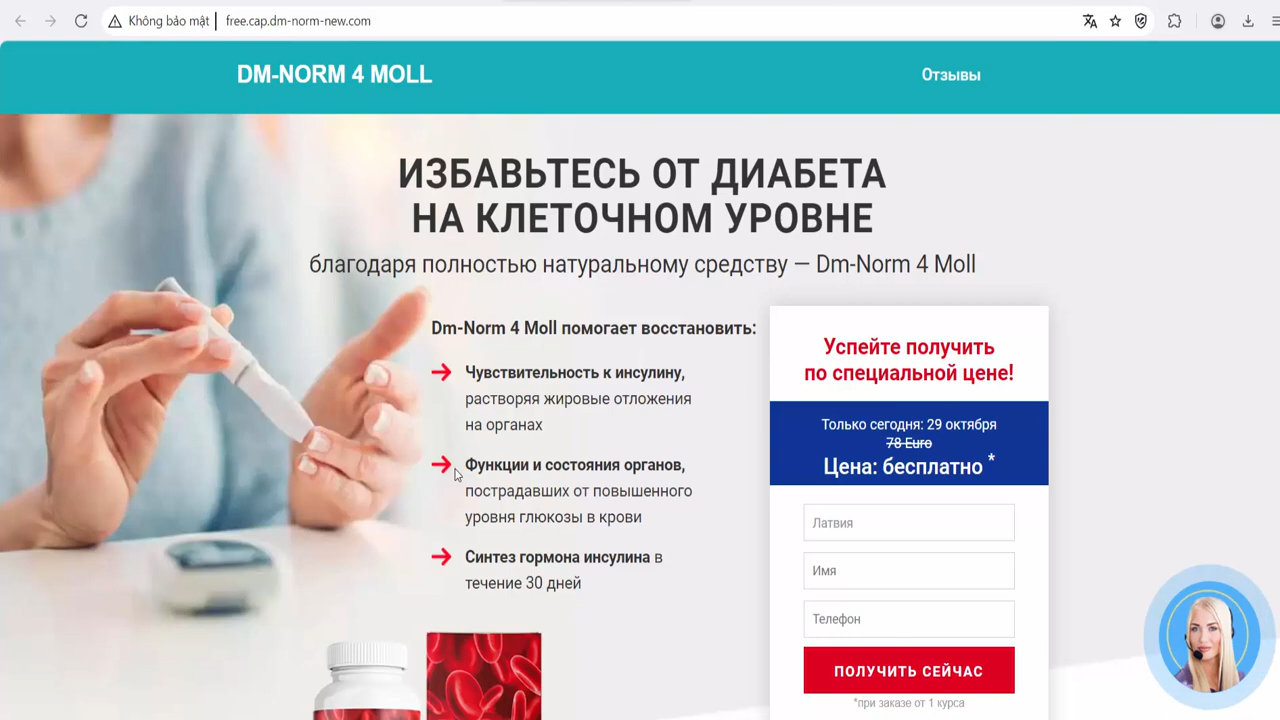 Không bảo mật
free.cap.dm-norm-new.com
DM-NORM 4 MOLL
Отзывы
ИЗБАВЬТЕСЬ ОТ ДИАБЕТА
НА КЛЕТОЧНОМ УРОВНЕ
благодаря полностью натуральному средству — Dm-Norm 4 Moll
Dm-Norm 4 Moll помогает восстановить:
Чувствительность к инсулину,
растворяя жировые отложения
на органах
Функции и состояния органов,
пострадавших от повышенного
уровня глюкозы в крови
Синтез гормона инсулина в
течение 30 дней
Успейте получить
по специальной цене!
Только сегодня: 29 октября
78 Euro
Цена: бесплатно *
Латвия
Имя
Телефон
ПОЛУЧИТЬ СЕЙЧАС
*при заказе от 1 курса